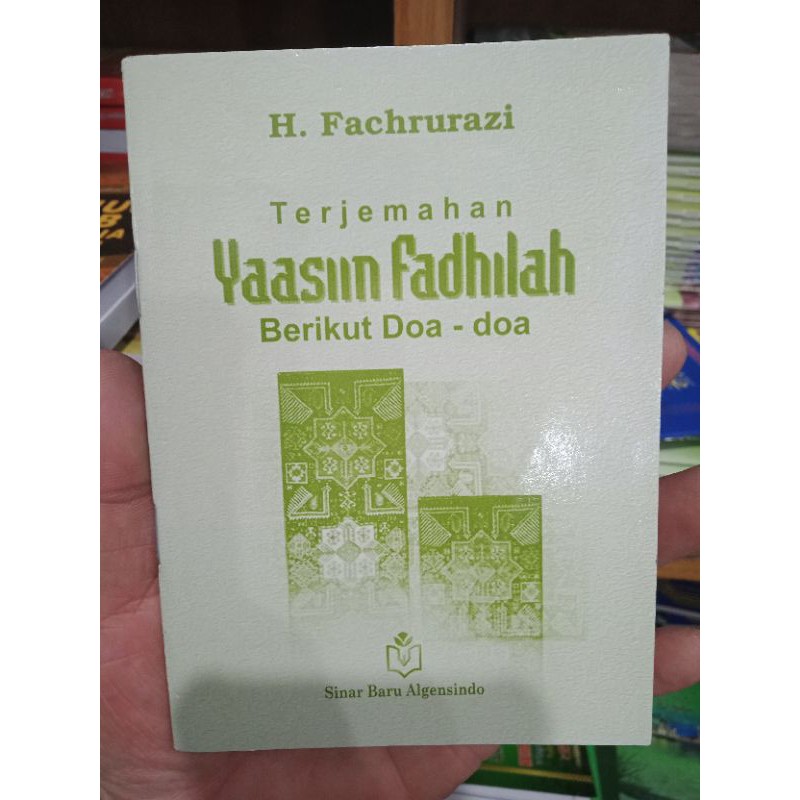 H. Fachrurazi
Terjemahan
Yaasiin Fadhilah
Berikut Doa - doa
Sinar Baru Algensindo